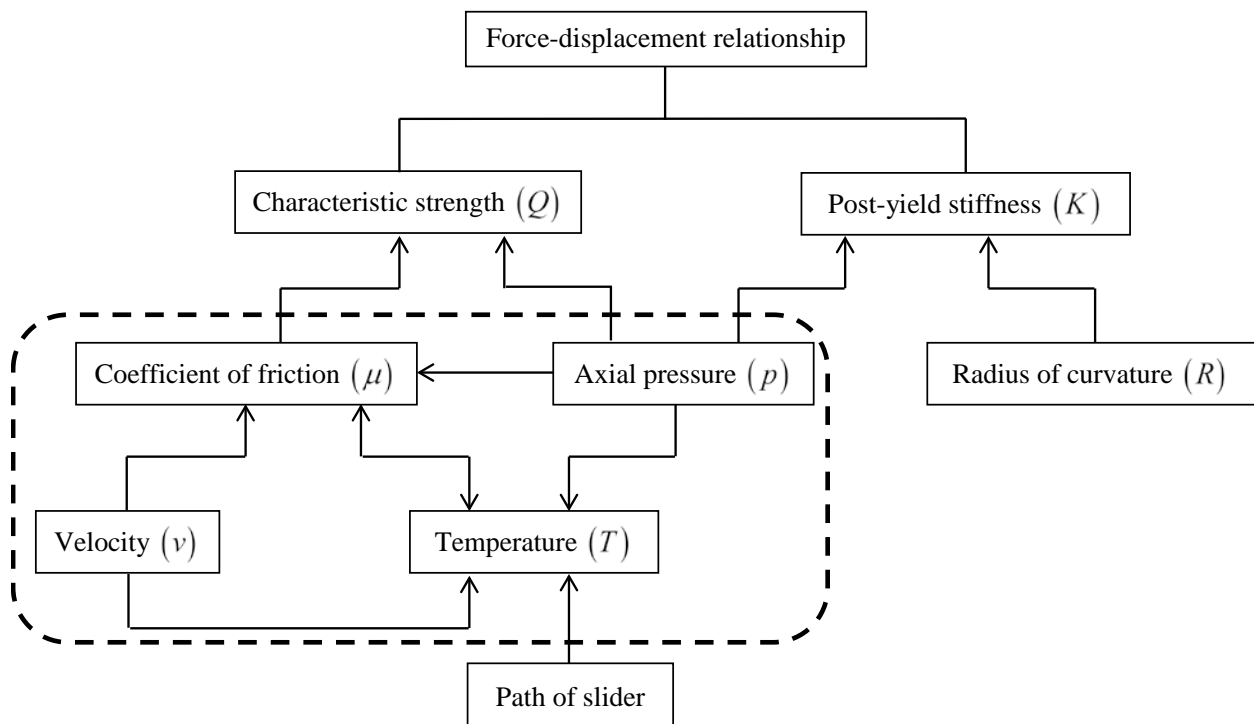 Force-displacement relationship
Characteristic strength (Q)
Post-yield stiffness (K)
Coefficient of friction (μ)
Axial pressure (p)
Radius of curvature (R)
Velocity (v)
Temperature (T)
Path of slider